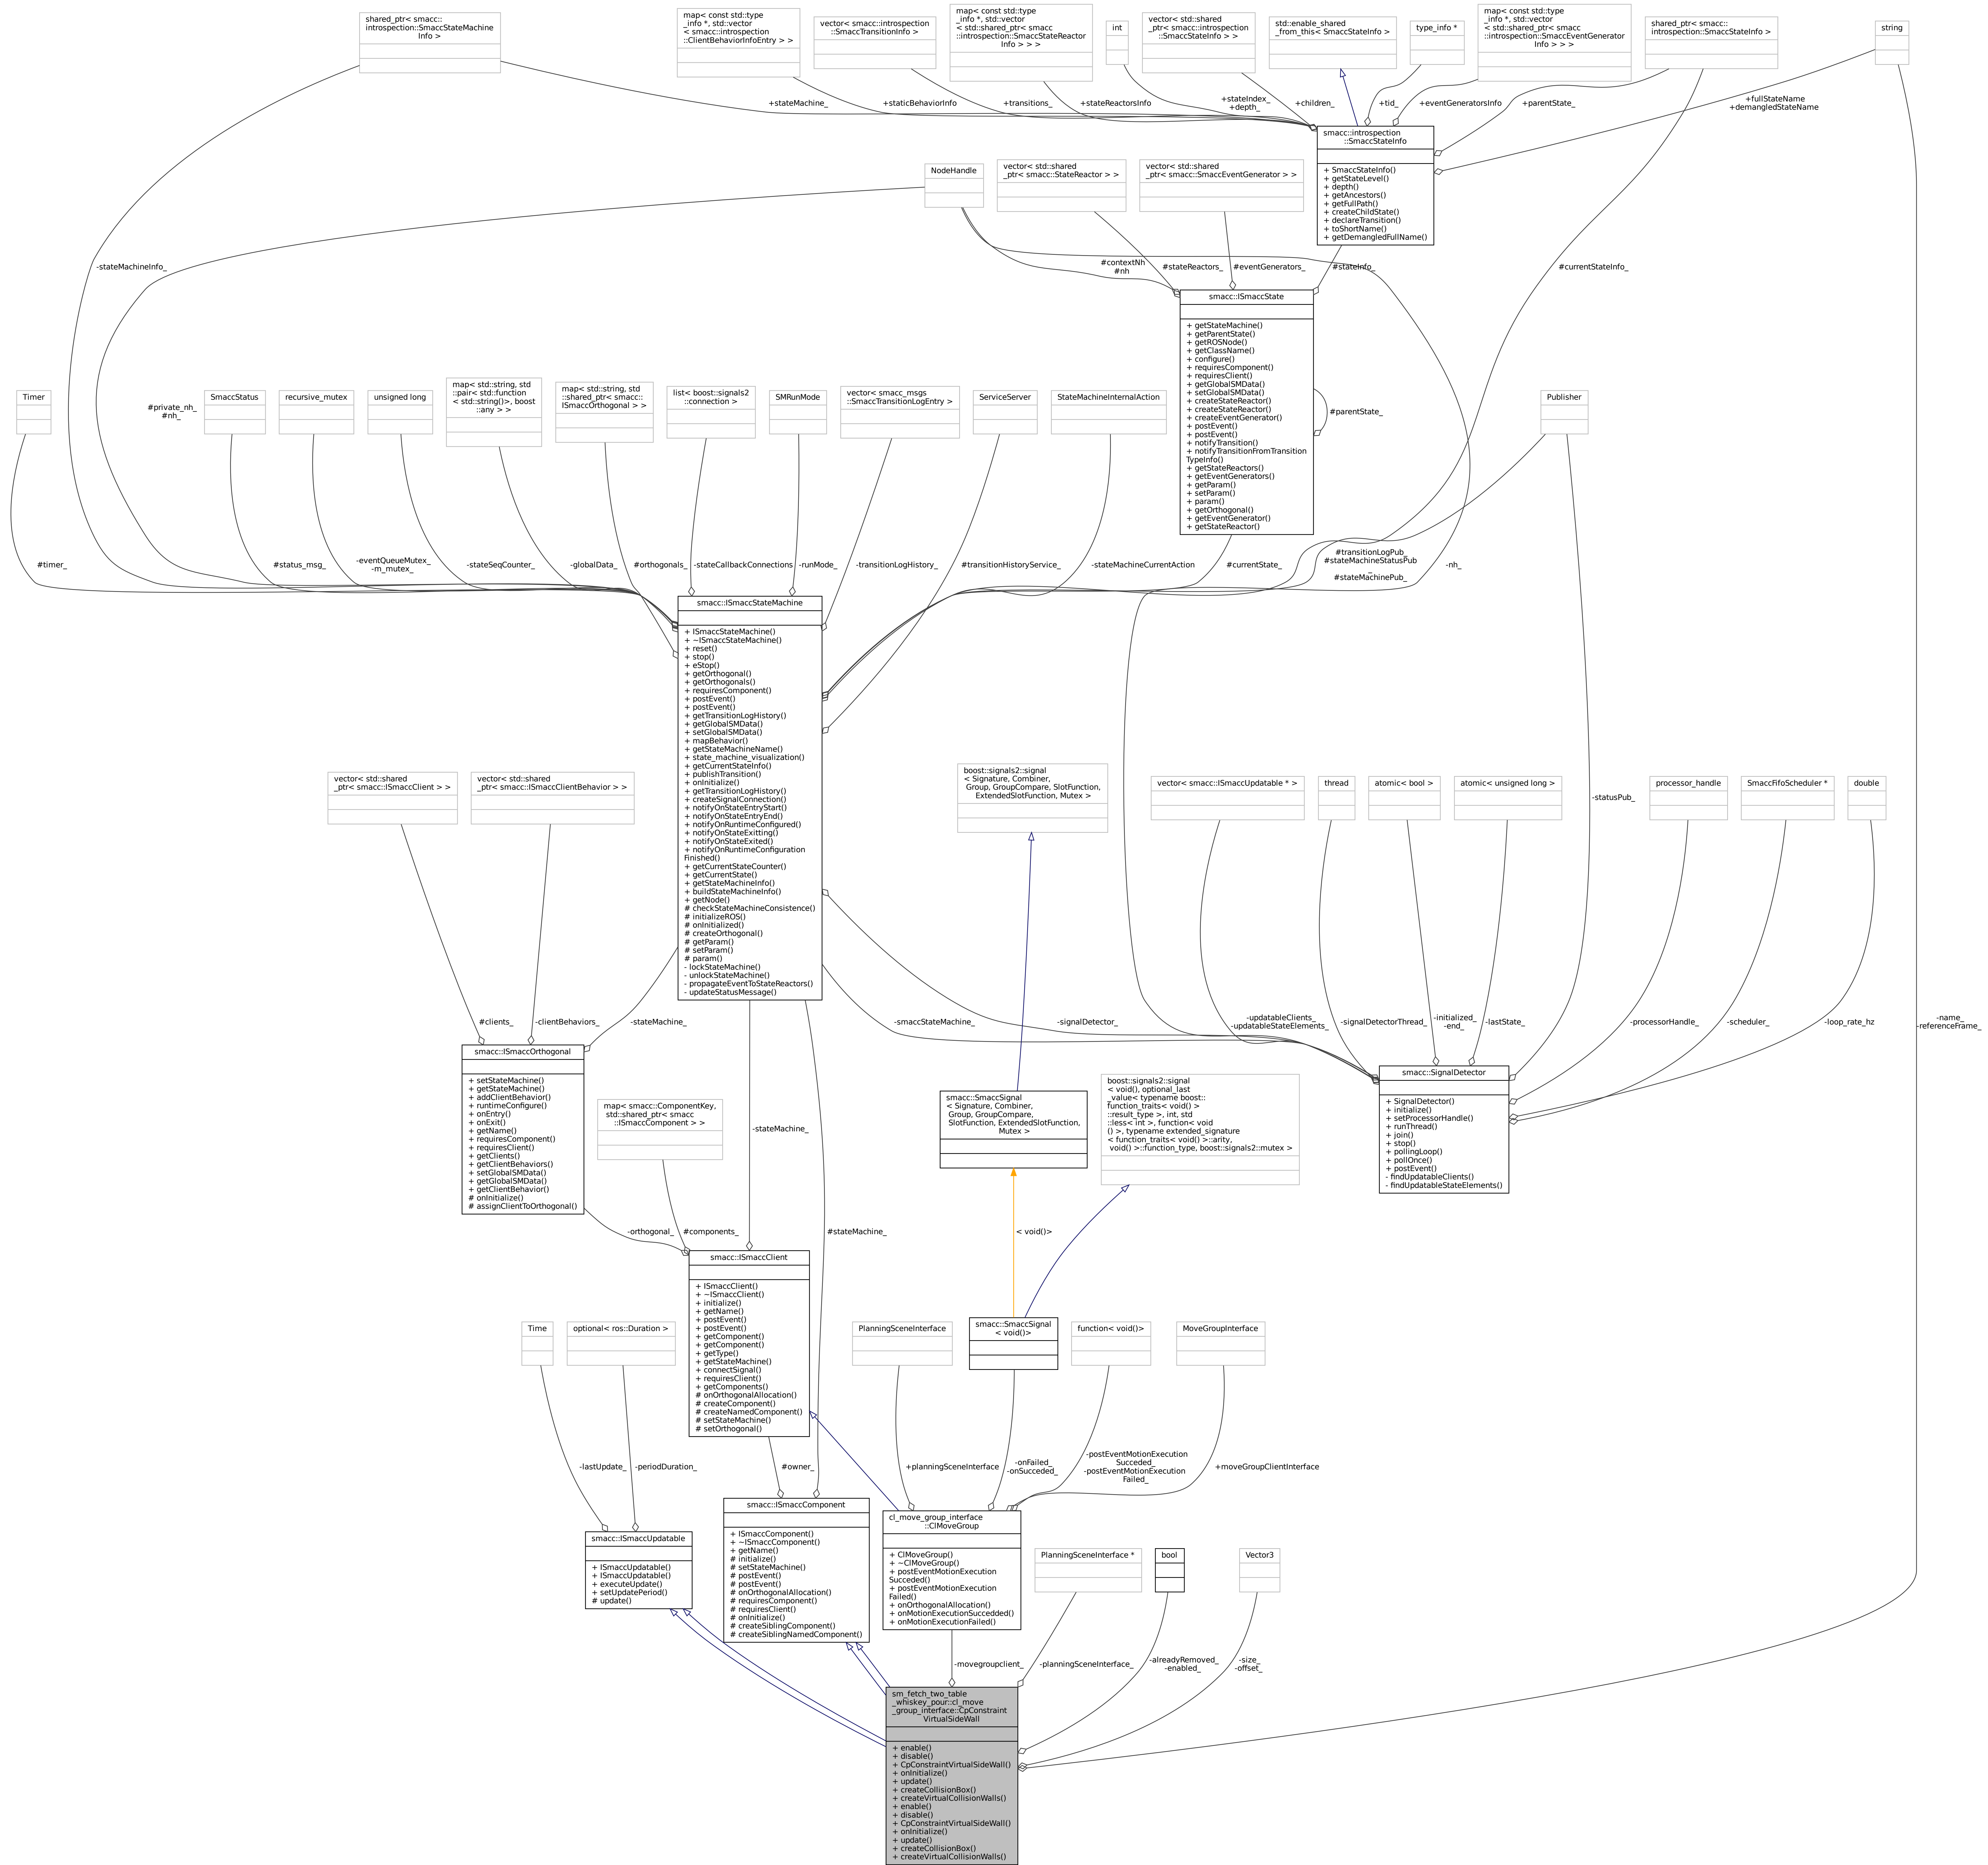 shared_ptr< smacc::
introspection::SmaccStateMachine
Info >
map< const std::type
_info *, std::vector
< smacc::introspection
::ClientBehaviorInfoEntry > >
vector< smacc::introspection
::SmaccTransitionInfo >
map< const std::type
_info *, std::vector
< std::shared_ptr< smacc
::introspection::SmaccStateReactor
Info > > >
int
vector< std::shared
_ptr< smacc::introspection
::SmaccStateInfo > >
std::enable_shared
_from_this< SmaccStateInfo >
type_info *
map< const std::type
_info *, std::vector
< std::shared_ptr< smacc
::introspection::SmaccEventGenerator
Info > > >
shared_ptr< smacc::
introspection::SmaccStateInfo >
string
+stateMachine_
+staticBehaviorInfo
+transitions_
+stateReactorsInfo
+stateIndex_
+depth_
+children_
+tid_
+eventGeneratorsInfo
+parentState_
+fullStateName
+demangledStateName
smacc::introspection
::SmaccStateInfo
+ SmaccStateInfo()
+ getStateLevel()
+ depth()
+ getAncestors()
+ getFullPath()
+ createChildState()
+ declareTransition()
+ toShortName()
+ getDemangledFullName()
NodeHandle
vector< std::shared
_ptr< smacc::StateReactor > >
vector< std::shared
_ptr< smacc::SmaccEventGenerator > >
-stateMachineInfo_
#contextNh
#nh
#stateReactors_
#eventGenerators_
#stateInfo_
#currentStateInfo_
smacc::ISmaccState
+ getStateMachine()
+ getParentState()
+ getROSNode()
+ getClassName()
+ configure()
+ requiresComponent()
+ requiresClient()
+ getGlobalSMData()
+ setGlobalSMData()
+ createStateReactor()
+ createStateReactor()
+ createEventGenerator()
+ postEvent()
+ postEvent()
+ notifyTransition()
+ notifyTransitionFromTransition
TypeInfo()
+ getStateReactors()
+ getEventGenerators()
+ getParam()
+ setParam()
+ param()
+ getOrthogonal()
+ getEventGenerator()
+ getStateReactor()
#parentState_
Timer
#private_nh_
#nh_
SmaccStatus
recursive_mutex
unsigned long
map< std::string, std
::pair< std::function
< std::string()>, boost
::any > >
map< std::string, std
::shared_ptr< smacc::
ISmaccOrthogonal > >
list< boost::signals2
::connection >
SMRunMode
vector< smacc_msgs
::SmaccTransitionLogEntry >
ServiceServer
StateMachineInternalAction
Publisher
#timer_
#status_msg_
-eventQueueMutex_
-m_mutex_
-stateSeqCounter_
-globalData_
#orthogonals_
-stateCallbackConnections
-runMode_
-transitionLogHistory_
#transitionHistoryService_
-stateMachineCurrentAction
#currentState_
#transitionLogPub_
#stateMachineStatusPub
_
#stateMachinePub_
-nh_
smacc::ISmaccStateMachine
+ ISmaccStateMachine()
+ ~ISmaccStateMachine()
+ reset()
+ stop()
+ eStop()
+ getOrthogonal()
+ getOrthogonals()
+ requiresComponent()
+ postEvent()
+ postEvent()
+ getTransitionLogHistory()
+ getGlobalSMData()
+ setGlobalSMData()
+ mapBehavior()
+ getStateMachineName()
+ state_machine_visualization()
+ getCurrentStateInfo()
+ publishTransition()
+ onInitialize()
+ getTransitionLogHistory()
+ createSignalConnection()
+ notifyOnStateEntryStart()
+ notifyOnStateEntryEnd()
+ notifyOnRuntimeConfigured()
+ notifyOnStateExitting()
+ notifyOnStateExited()
+ notifyOnRuntimeConfiguration
Finished()
+ getCurrentStateCounter()
+ getCurrentState()
+ getStateMachineInfo()
+ buildStateMachineInfo()
+ getNode()
# checkStateMachineConsistence()
# initializeROS()
# onInitialized()
# createOrthogonal()
# getParam()
# setParam()
# param()
- lockStateMachine()
- unlockStateMachine()
- propagateEventToStateReactors()
- updateStatusMessage()
vector< std::shared
_ptr< smacc::ISmaccClient > >
vector< std::shared
_ptr< smacc::ISmaccClientBehavior > >
boost::signals2::signal
< Signature, Combiner,
Group, GroupCompare, SlotFunction,
ExtendedSlotFunction, Mutex >
vector< smacc::ISmaccUpdatable * >
thread
atomic< bool >
atomic< unsigned long >
-statusPub_
processor_handle
SmaccFifoScheduler *
double
#clients_
-clientBehaviors_
-stateMachine_
-smaccStateMachine_
-signalDetector_
-updatableClients_
-updatableStateElements_
-signalDetectorThread_
-initialized_
-end_
-lastState_
-processorHandle_
-scheduler_
-loop_rate_hz
-name_
-referenceFrame_
smacc::ISmaccOrthogonal
+ setStateMachine()
+ getStateMachine()
+ addClientBehavior()
+ runtimeConfigure()
+ onEntry()
+ onExit()
+ getName()
+ requiresComponent()
+ requiresClient()
+ getClients()
+ getClientBehaviors()
+ setGlobalSMData()
+ getGlobalSMData()
+ getClientBehavior()
# onInitialize()
# assignClientToOrthogonal()
map< smacc::ComponentKey,
std::shared_ptr< smacc
::ISmaccComponent > >
-stateMachine_
smacc::SmaccSignal
< Signature, Combiner,
Group, GroupCompare,
SlotFunction, ExtendedSlotFunction,
Mutex >
boost::signals2::signal
< void(), optional_last
_value< typename boost::
function_traits< void() >
::result_type >, int, std
::less< int >, function< void
() >, typename extended_signature
< function_traits< void() >::arity,
void() >::function_type, boost::signals2::mutex >
smacc::SignalDetector
+ SignalDetector()
+ initialize()
+ setProcessorHandle()
+ runThread()
+ join()
+ stop()
+ pollingLoop()
+ pollOnce()
+ postEvent()
- findUpdatableClients()
- findUpdatableStateElements()
-orthogonal_
#components_
#stateMachine_
< void()>
smacc::ISmaccClient
+ ISmaccClient()
+ ~ISmaccClient()
+ initialize()
+ getName()
+ postEvent()
+ postEvent()
+ getComponent()
+ getComponent()
+ getType()
+ getStateMachine()
+ connectSignal()
+ requiresClient()
+ getComponents()
# onOrthogonalAllocation()
# createComponent()
# createNamedComponent()
# setStateMachine()
# setOrthogonal()
Time
optional< ros::Duration >
PlanningSceneInterface
smacc::SmaccSignal
< void()>
function< void()>
MoveGroupInterface
-lastUpdate_
-periodDuration_
#owner_
+planningSceneInterface
-onFailed_
-onSucceded_
-postEventMotionExecution
Succeded_
-postEventMotionExecution
Failed_
+moveGroupClientInterface
smacc::ISmaccUpdatable
+ ISmaccUpdatable()
+ ISmaccUpdatable()
+ executeUpdate()
+ setUpdatePeriod()
# update()
smacc::ISmaccComponent
+ ISmaccComponent()
+ ~ISmaccComponent()
+ getName()
# initialize()
# setStateMachine()
# postEvent()
# postEvent()
# onOrthogonalAllocation()
# requiresComponent()
# requiresClient()
# onInitialize()
# createSiblingComponent()
# createSiblingNamedComponent()
cl_move_group_interface
::ClMoveGroup
+ ClMoveGroup()
+ ~ClMoveGroup()
+ postEventMotionExecution
Succeded()
+ postEventMotionExecution
Failed()
+ onOrthogonalAllocation()
+ onMotionExecutionSuccedded()
+ onMotionExecutionFailed()
PlanningSceneInterface *
bool
Vector3
-movegroupclient_
-planningSceneInterface_
-alreadyRemoved_
-enabled_
-size_
-offset_
sm_fetch_two_table
_whiskey_pour::cl_move
_group_interface::CpConstraint
VirtualSideWall
+ enable()
+ disable()
+ CpConstraintVirtualSideWall()
+ onInitialize()
+ update()
+ createCollisionBox()
+ createVirtualCollisionWalls()
+ enable()
+ disable()
+ CpConstraintVirtualSideWall()
+ onInitialize()
+ update()
+ createCollisionBox()
+ createVirtualCollisionWalls()